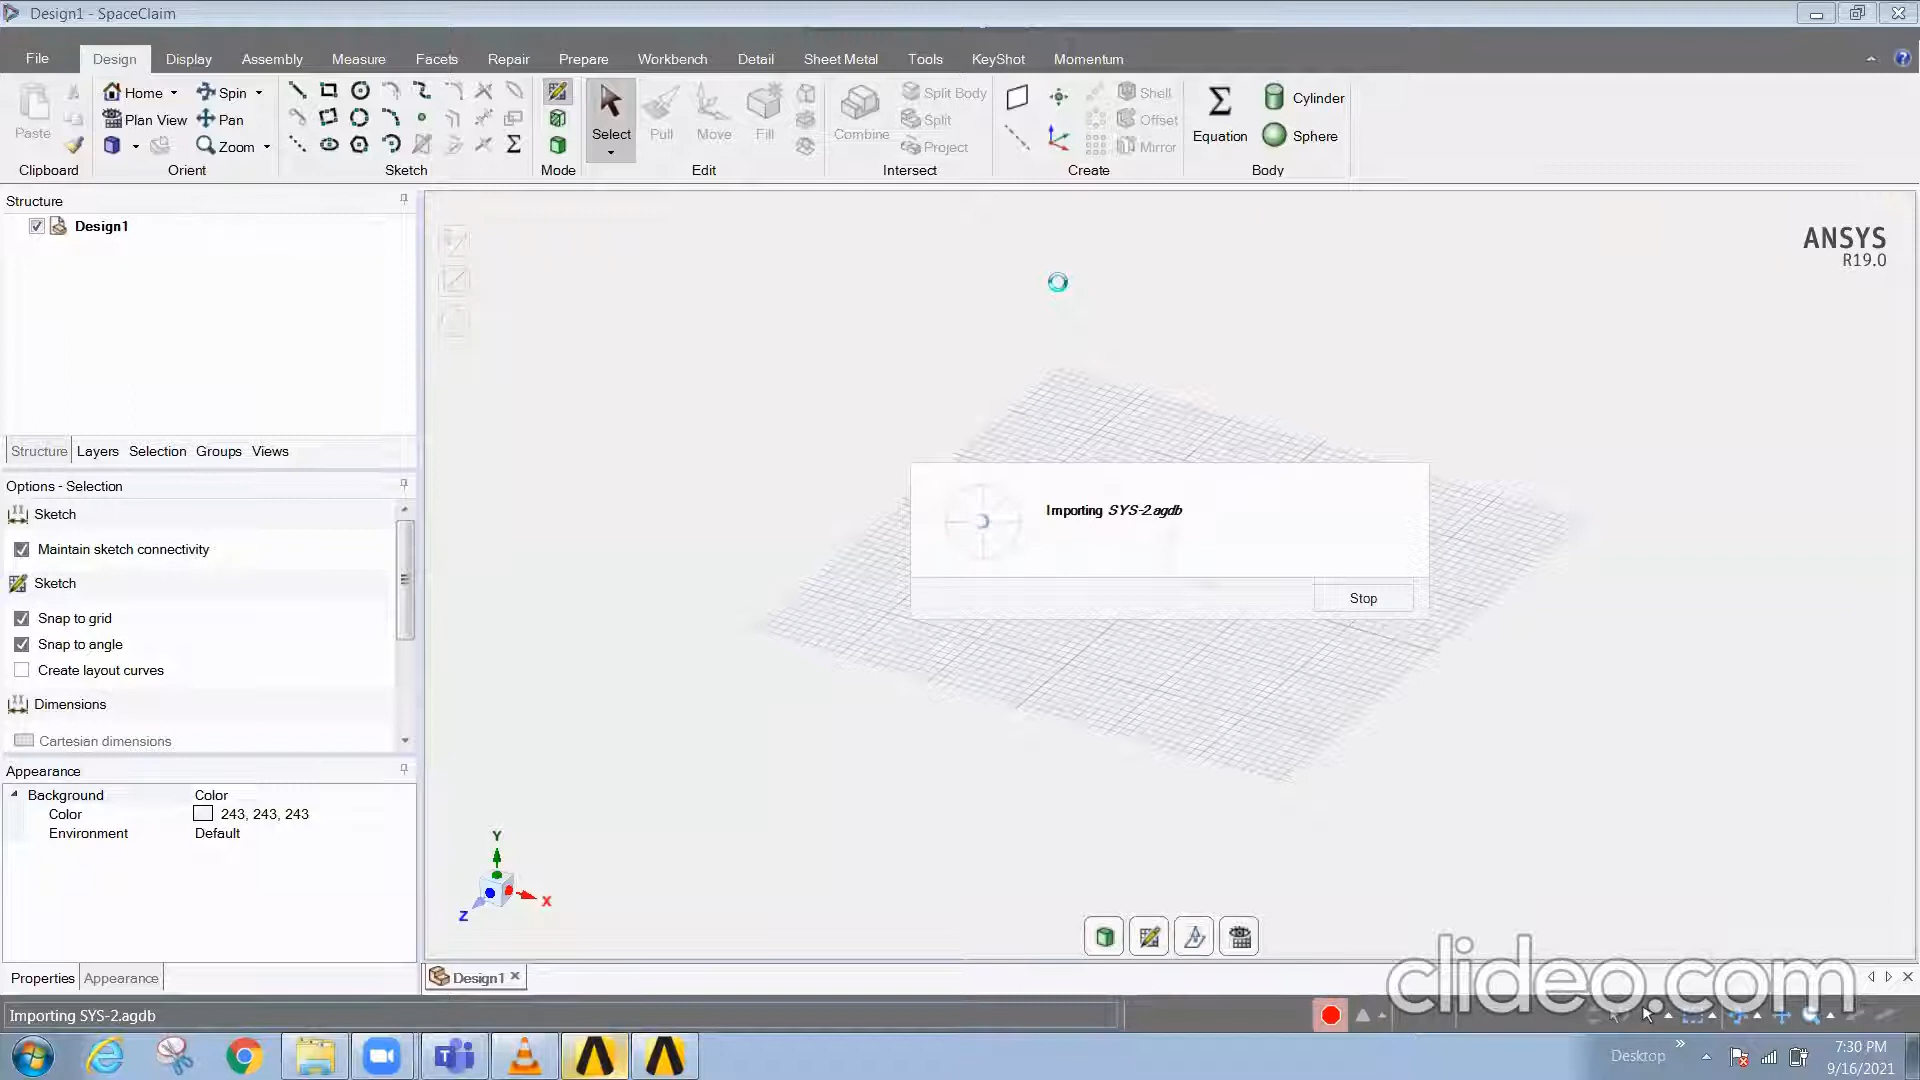 Design1 - SpaceClaim
File Design Display Assembly Measure Facets Repair Prepare Workbench Detail Sheet Metal Tools KeyShot Momentum
Paste
Clipboard
Home Spin
Plan View Pan
Zoom
Orient
Sketch
Mode
Select Pull Move Fill
Edit
Combine
Split Body
Split
Project
Intersect
Shell
Offset
Mirror
Create
Equation
Cylinder
Sphere
Body
Structure
Design1
Structure Layers Selection Groups Views
Options - Selection
Sketch
Maintain sketch connectivity
Sketch
Snap to grid
Snap to angle
Create layout curves
Dimensions
Cartesian dimensions
Appearance
Background Color
Color 243, 243, 243
Environment Default
Properties Appearance
ANSYS
R19.0
Importing SYS-2.agdb
Stop
Y
X
Z
Design1
clideo.com
Importing SYS-2.agdb
Desktop
7:30 PM
9/16/2021